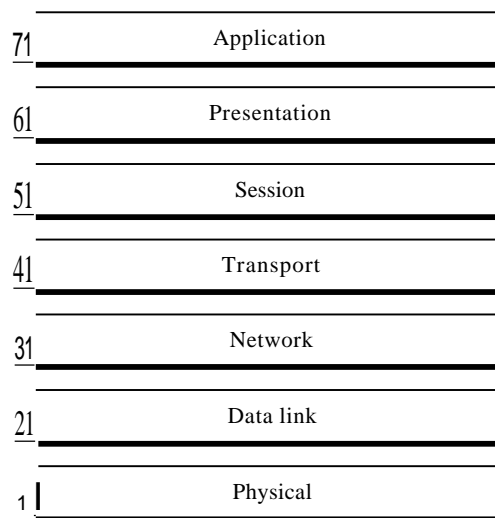 71 Application
61 Presentation
51 Session
41 Transport
31 Network
21 Data link
1 Physical